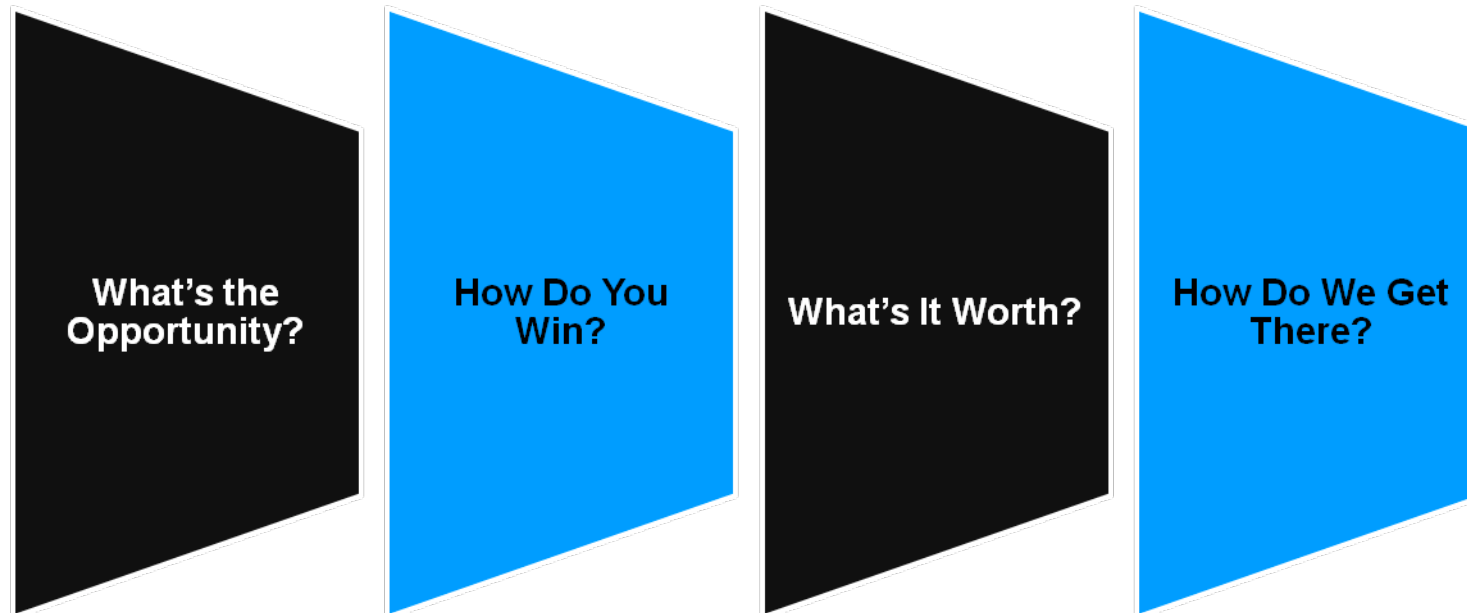 What’s the
Opportunity?
How Do You
Win?
What’s It Worth?
How Do We Get
There?